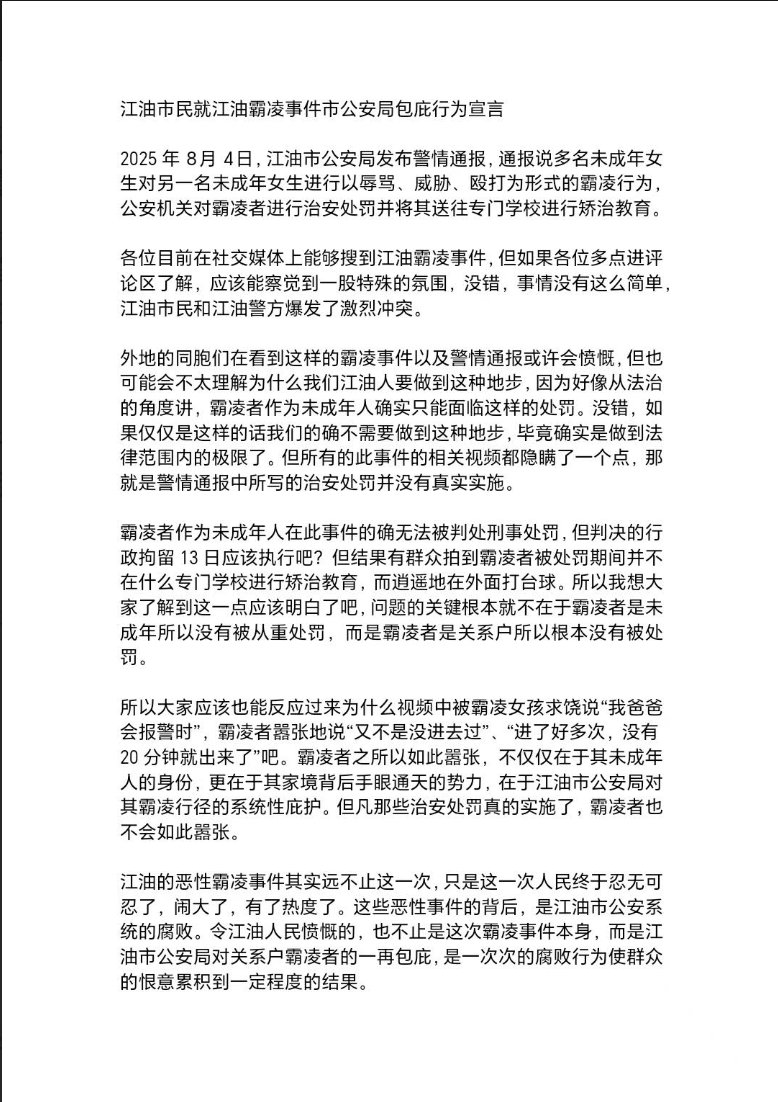 江油市民就江油霸凌事件市公安局包庇行为宣言
2025 年 8月 4日，江油市公安局发布警情通报，通报说多名未成年女
生对另一名未成年女生进行以辱骂、威胁、殴打为形式的霸凌行为，
公安机关对霸凌者进行治安处罚并将其送往专门学校进行矫治教育。
各位目前在社交媒体上能够搜到江油霸凌事件，但如果各位多点进评
论区了解，应该能察觉到一股特殊的氛围，没错，事情没有这么简单，
江油市民和江油警方爆发了激烈冲突。
外地的同胞们在看到这样的霸凌事件以及警情通报或许会愤慨，但也
可能会不太理解为什么我们江油人要做到这种地步，因为好像从法治
的角度讲，霸凌者作为未成年人确实只能面临这样的处罚。没错，如
果仅仅是这样的话我们的确不需要做到这种地步，毕竟确实是做到法
律范围内的极限了。但所有的此事件的相关视频都隐瞒了一个点，那
就是警情通报中所写的治安处罚并没有真实实施。
霸凌者作为未成年人在此事件的确无法被判处刑事处罚，但判决的行
政拘留 13 日应该执行吧？但结果有群众拍到霸凌者被处罚期间并不
在什么专门学校进行矫治教育，而逍遥地在外面打台球。所以我想大
家了解到这一点应该明白了吧，问题的关键根本就不在于霸凌者是未
成年所以没有被从重处罚，而是霸凌者是关系户所以根本没有被处
罚。
所以大家应该也能反应过来为什么视频中被霸凌女孩求饶说“我爸爸
会报警时”，霸凌者嚣张地说“又不是没进去过”、“进了好多次，没有
20 分钟就出来了”吧。霸凌者之所以如此嚣张，不仅仅在于其未成年
人的身份，更在于其家境背后手眼通天的势力，在于江油市公安局对
其霸凌行径的系统性庇护。但凡那些治安处罚真的实施了，霸凌者也
不会如此嚣张。
江油的恶性霸凌事件其实远不止这一次，只是这一次人民终于忍无可
忍了，闹大了，有了热度了。这些恶性事件的背后，是江油市公安系
统的腐败。令江油人民愤慨的，也不止是这次霸凌事件本身，而是江
油市公安局对关系户霸凌者的一再包庇，是一次次的腐败行为使群众
的恨意累积到一定程度的结果。